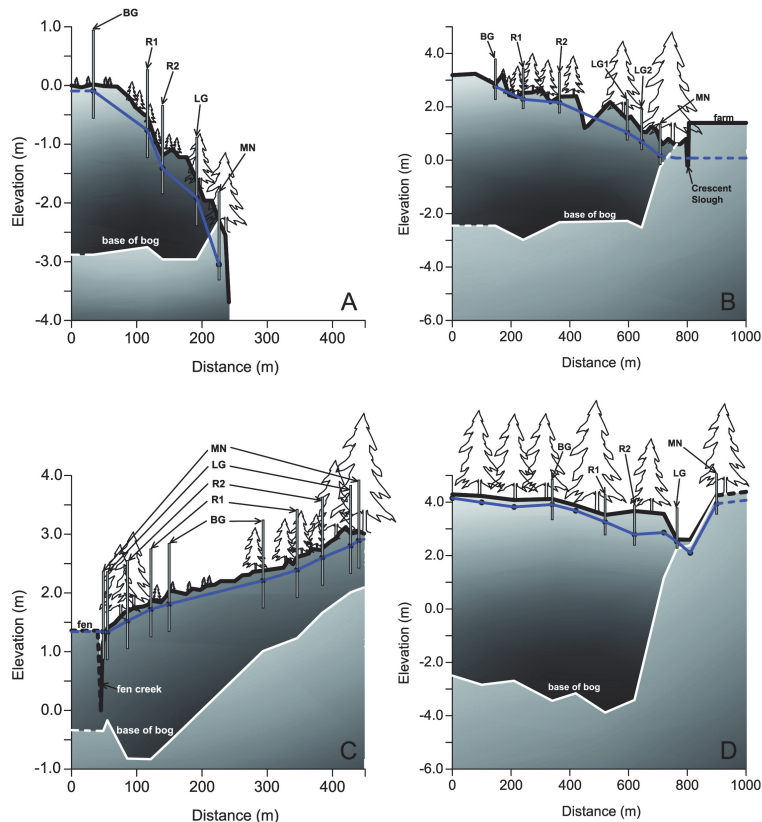 BG
R1
R2
LG
MN
base of bog
A
1.0
0.0
-1.0
-2.0
-3.0
-4.0
Elevation (m)
0 100 200 300 400
Distance (m)
BG
R1
R2
LG1
LG2
MN
farm
Crescent
Slough
base of bog
B
4.0
2.0
0.0
-2.0
-4.0
-6.0
Elevation (m)
0 200 400 600 800 1000
Distance (m)
MN
LG
R2
R1
BG
fen
fen creek
base of bog
C
4.0
3.0
2.0
1.0
0.0
-1.0
Elevation (m)
0 100 200 300 400
Distance (m)
BG
R1
R2
LG
MN
base of bog
D
4.0
2.0
0.0
-2.0
-4.0
-6.0
Elevation (m)
0 200 400 600 800 1000
Distance (m)